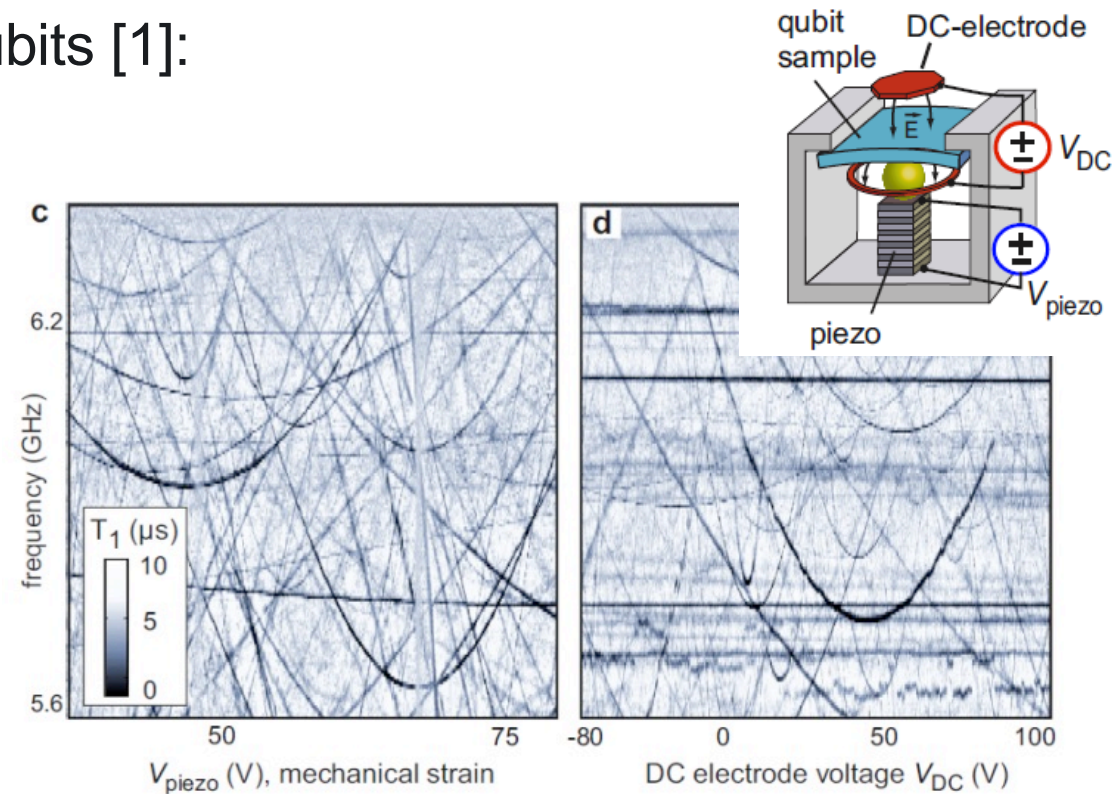 ubits [1]:
qubit
sample
DC-electrode
E
±
V_DC
±
V_piezo
piezo
c
d
6.2
frequency (GHz)
T_1 (µs)
10
5
0
5.6
50
75
-80
0
50
100
V_piezo (V), mechanical strain
DC electrode voltage V_DC (V)